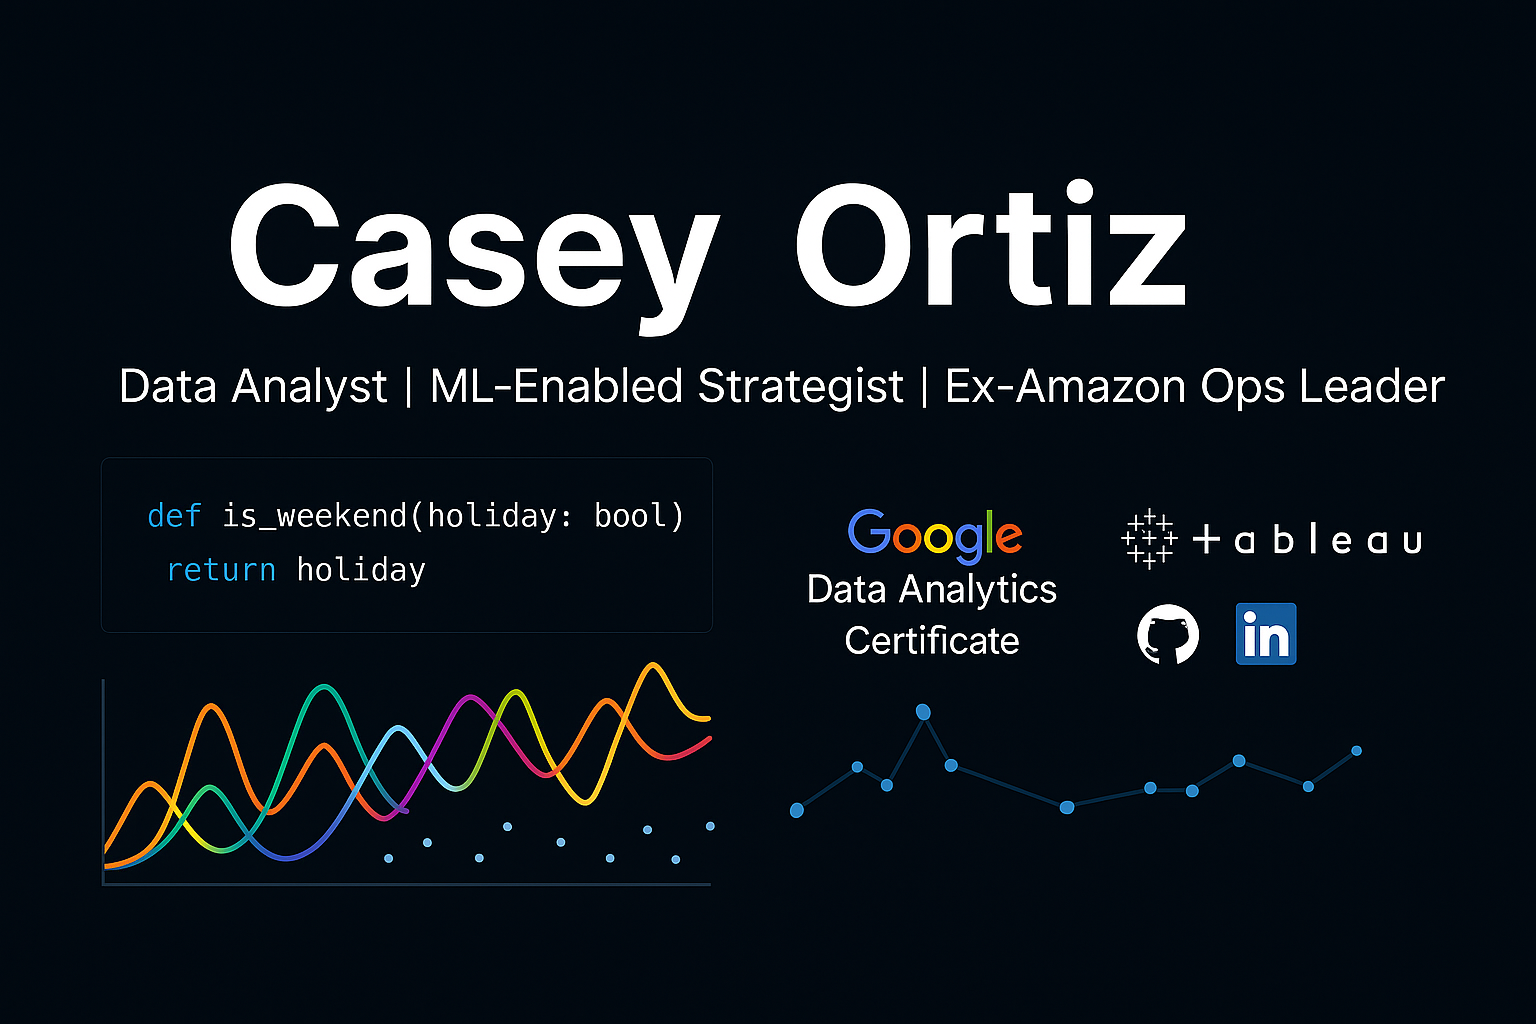 Casey Ortiz
Data Analyst | ML-Enabled Strategist | Ex-Amazon Ops Leader
def is_weekend(holiday: bool)
return holiday
Google
Data Analytics
Certificate
+ableau
in